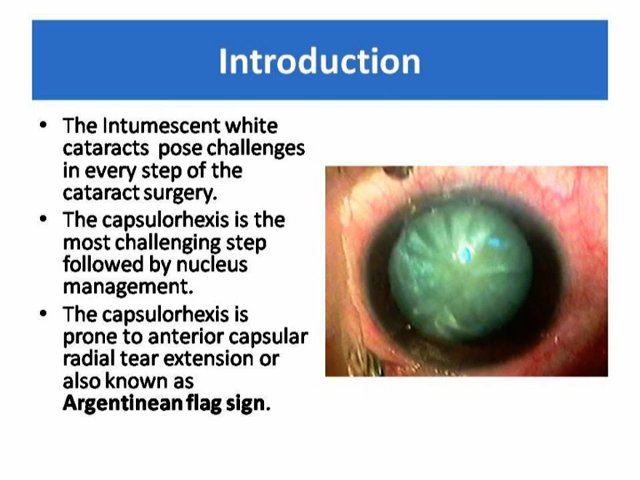 Introduction
• The Intumescent white
cataracts pose challenges
in every step of the
cataract surgery.
• The capsulorhexis is the
most challenging step
followed by nucleus
management.
• The capsulorhexis is
prone to anterior capsular
radial tear extension or
also known as
Argentinean flag sign.